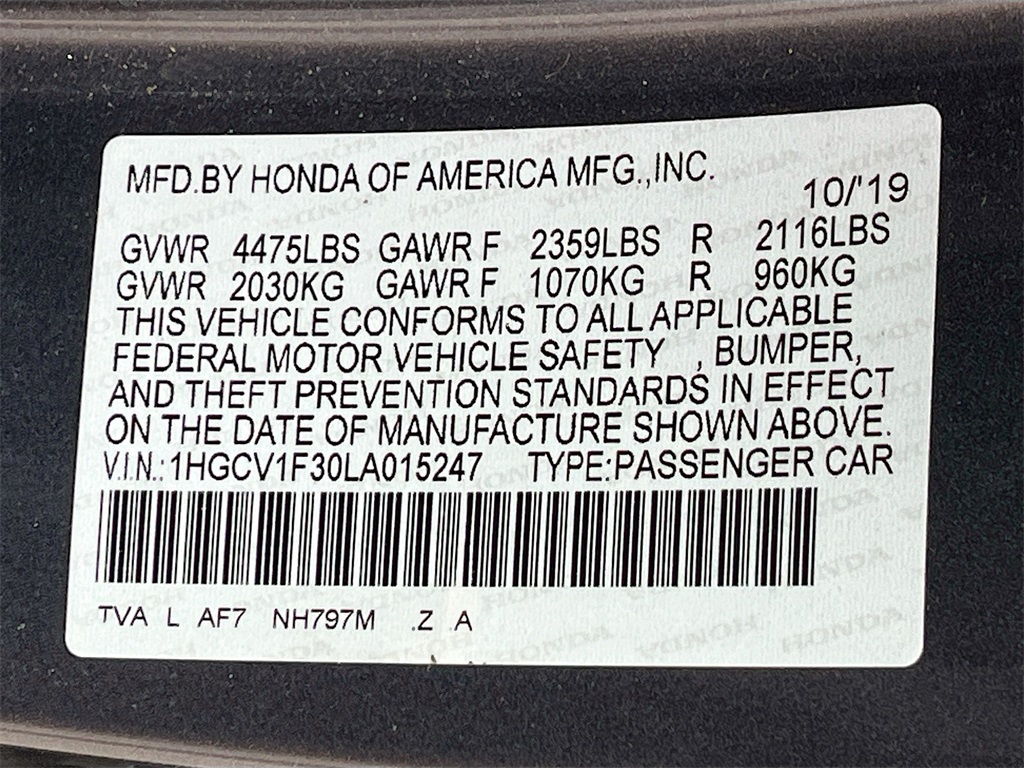 MFD.BY HONDA OF AMERICA MFG.,INC.
10/'19
GVWR 4475LBS GAWR F 2359LBS R 2116LBS
GVWR 2030KG GAWR F 1070KG R 960KG
THIS VEHICLE CONFORMS TO ALL APPLICABLE
FEDERAL MOTOR VEHICLE SAFETY , BUMPER,
AND THEFT PREVENTION STANDARDS IN EFFECT
ON THE DATE OF MANUFACTURE SHOWN ABOVE.
V.I.N.:1HGCV1F30LA015247 TYPE:PASSENGER CAR
TVA L AF7 NH797M .Z .A